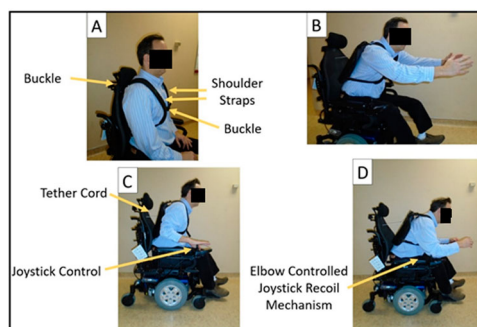 A
B
Buckle
Shoulder
Straps
Buckle
C
D
Tether Cord
Joystick Control
Elbow Controlled
Joystick Recoil
Mechanism